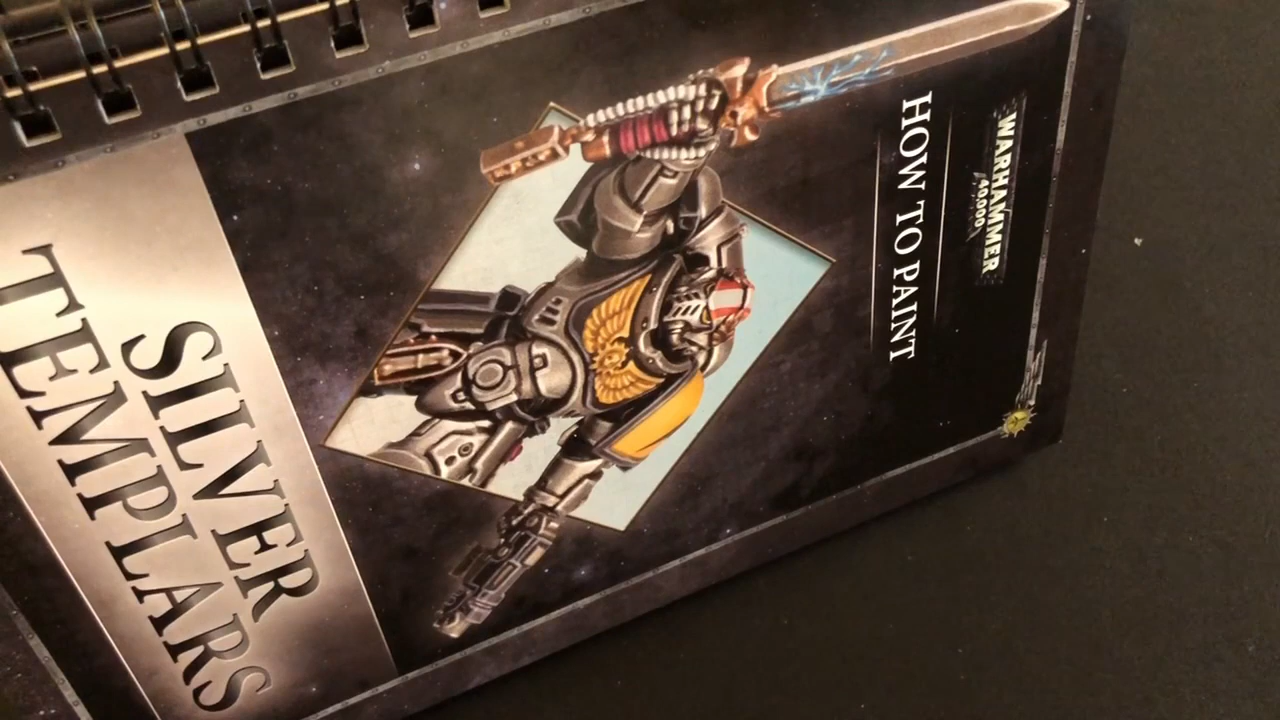 WARHAMMER
40,000
HOW TO PAINT
SILVER
TEMPLARS